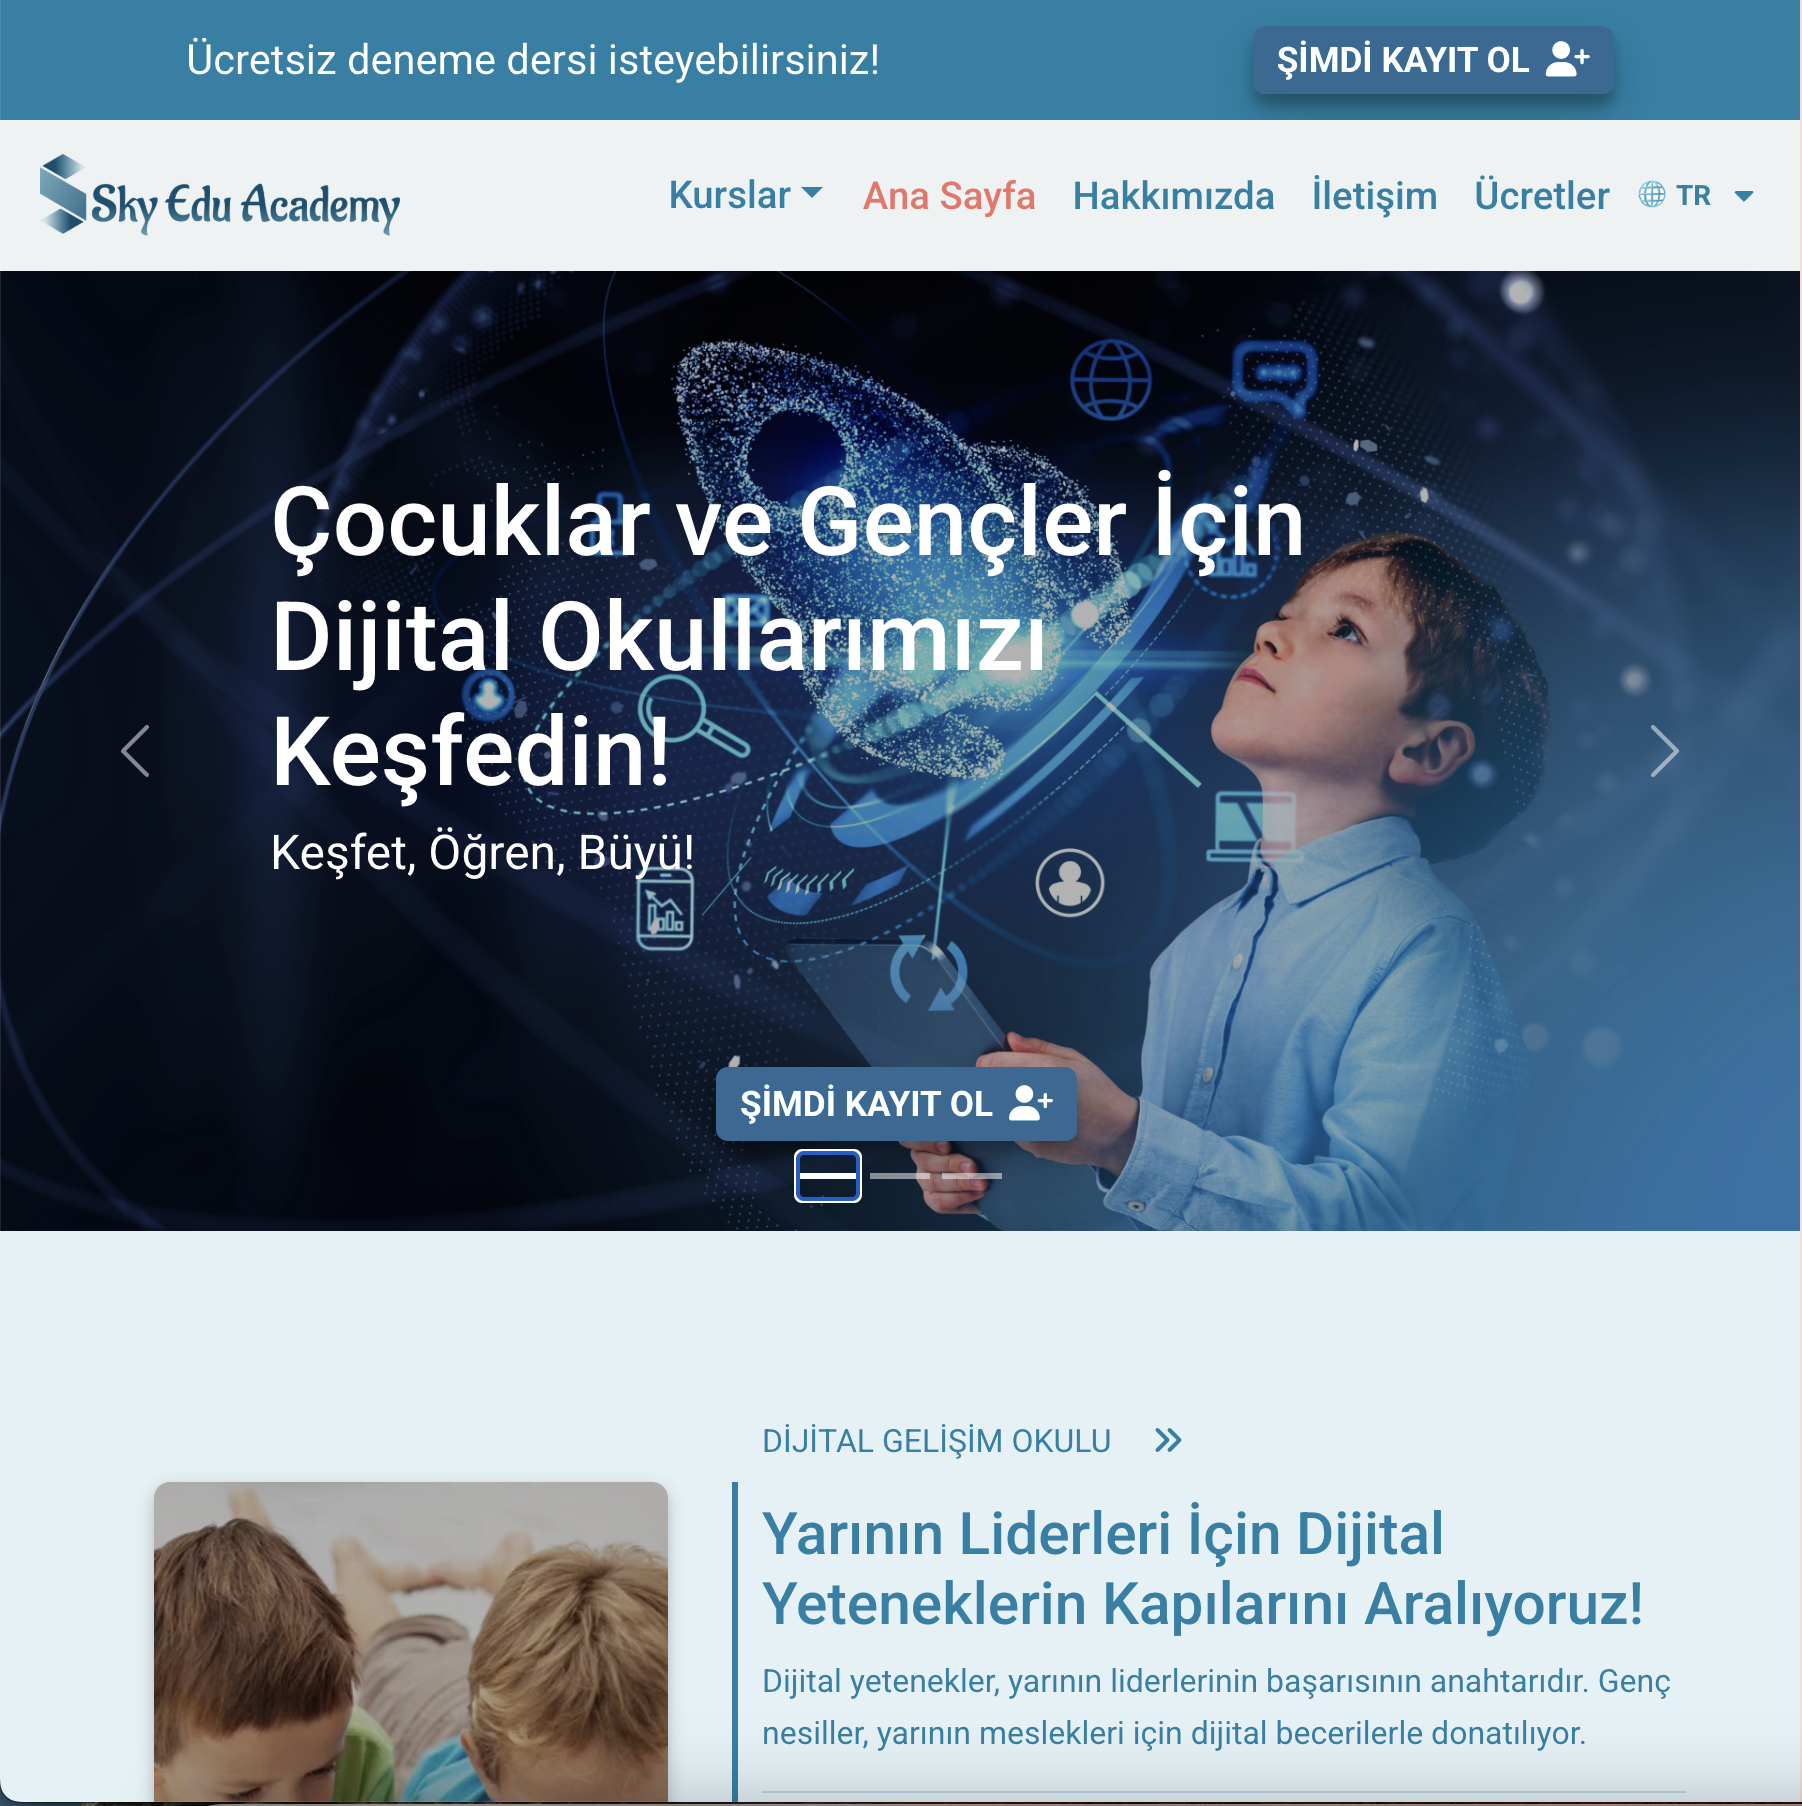 Ücretsiz deneme dersi isteyebilirsiniz!
ŞİMDİ KAYIT OL
Sky Edu Academy
Kurslar
Ana Sayfa
Hakkımızda
İletişim
Ücretler
TR
Çocuklar ve Gençler İçin
Dijital Okullarımızı
Keşfedin!
Keşfet, Öğren, Büyü!
ŞİMDİ KAYIT OL
DİJİTAL GELİŞİM OKULU
Yarının Liderleri İçin Dijital
Yeteneklerin Kapılarını Aralıyoruz!
Dijital yetenekler, yarının liderlerinin başarısının anahtarıdır. Genç
nesiller, yarının meslekleri için dijital becerilerle donatılıyor.